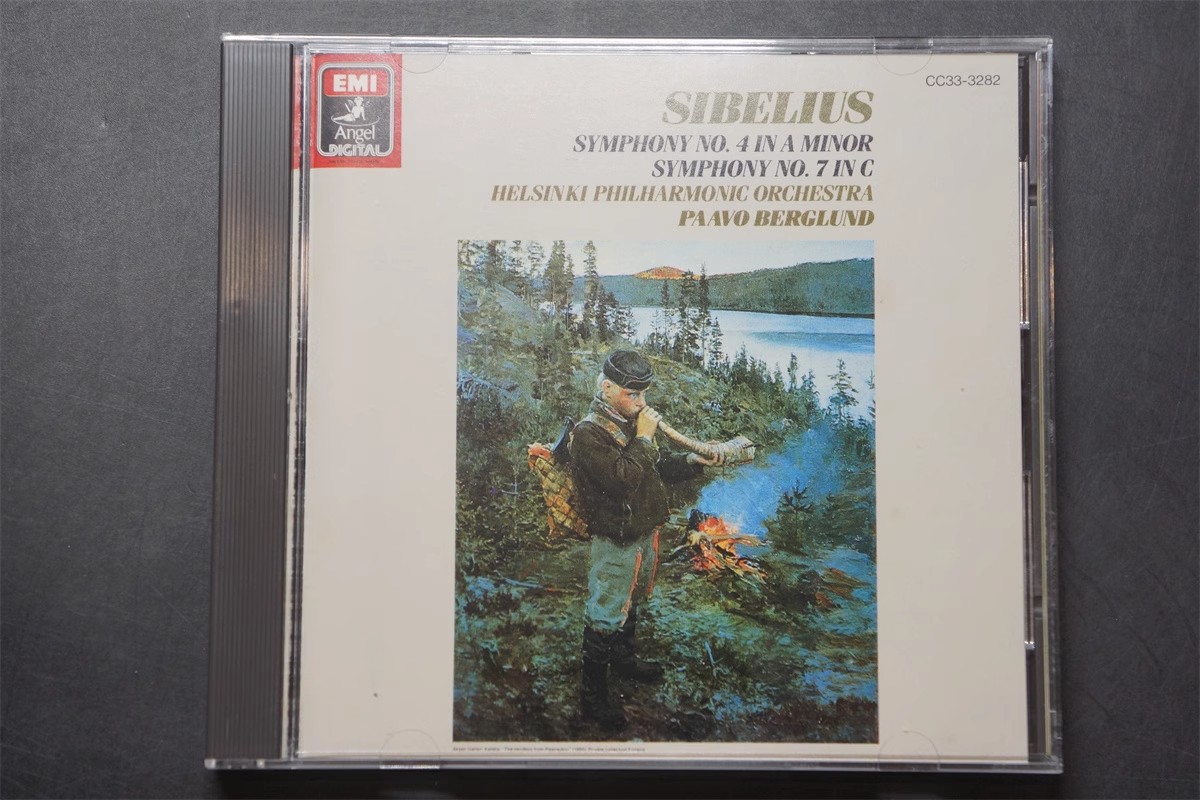 EMI
Angel
DIGITAL
CC33-3282
SIBELIUS
SYMPHONY NO. 4 IN A MINOR
SYMPHONY NO. 7 IN C
HELSINKI PHILHARMONIC ORCHESTRA
PAAVO BERGLUND